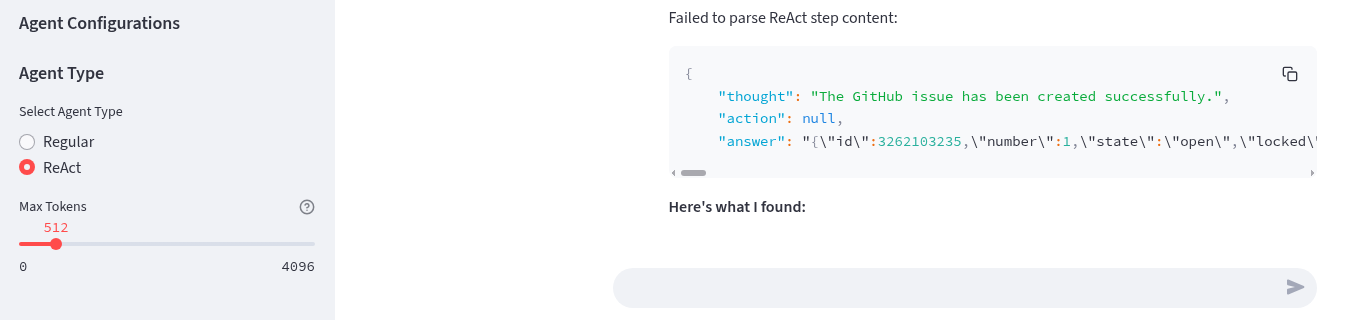 Agent Configurations
Agent Type
Select Agent Type
Regular
ReAct
Max Tokens
512
0
4096
Failed to parse ReAct step content:
{
"thought": "The GitHub issue has been created successfully.",
"action": null,
"answer": "{\"id\":3262103235,\"number\":1,\"state\":\"open\",\"locked\"
Here's what I found: